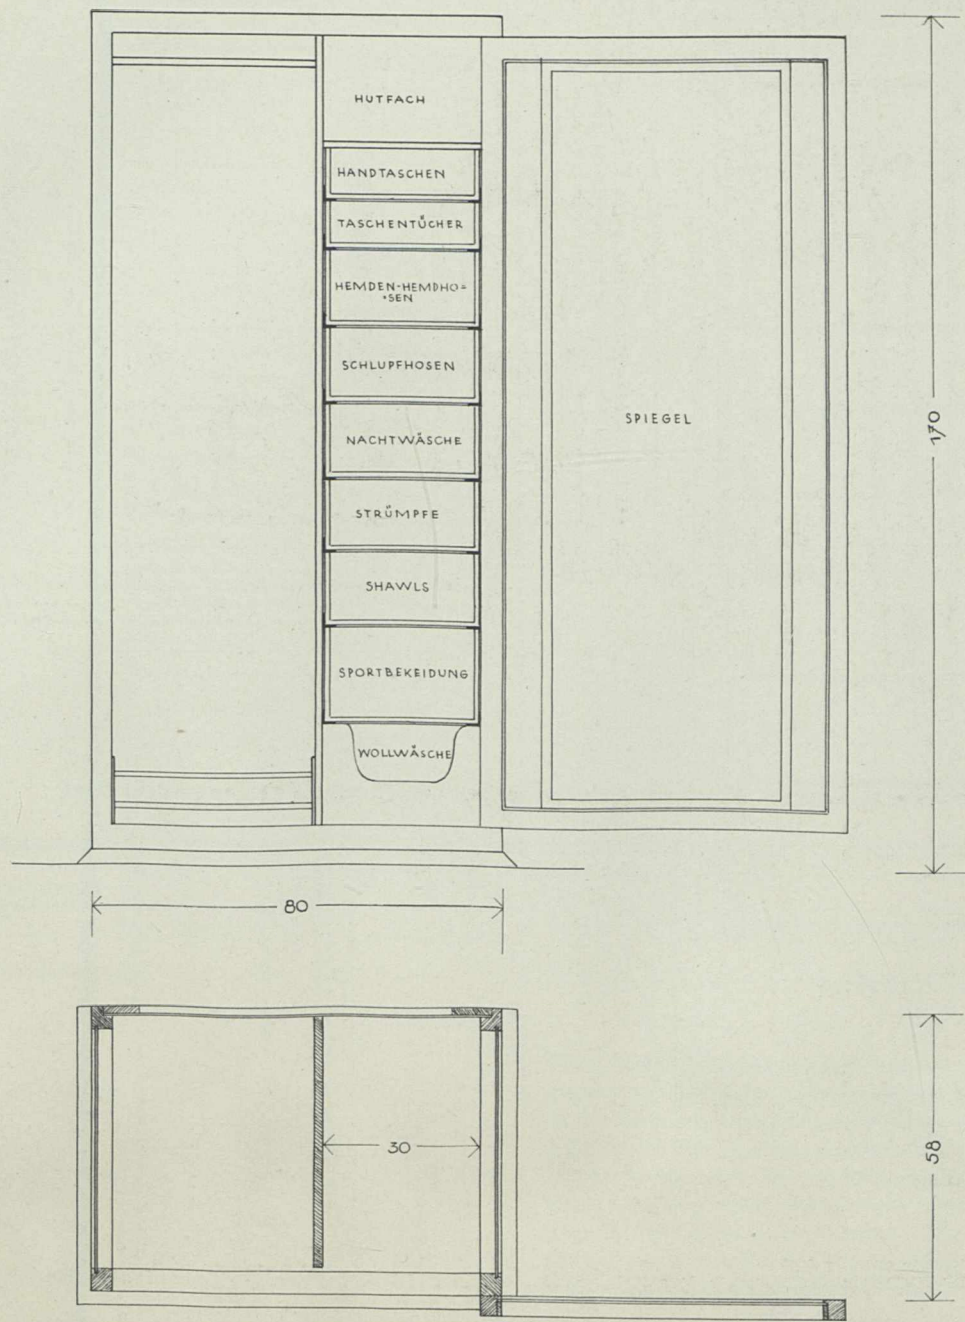 HUTFACH
HANDTASCHEN
TASCHENTÜCHER
HEMDEN-HEMDHO=
=SEN
SCHLUPFHOSEN
NACHTWÄSCHE
STRÜMPFE
SHAWLS
SPORTBEKEIDUNG
WOLLWÄSCHE
SPIEGEL
170
80
30
58